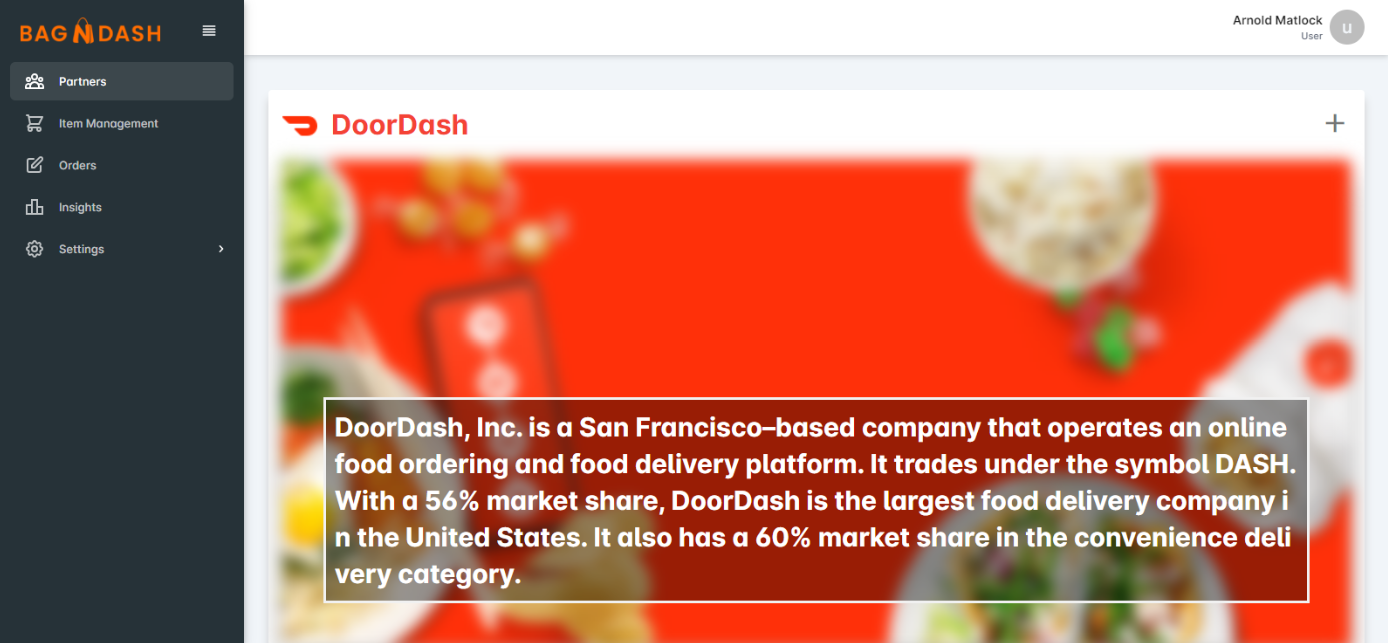 BAG N DASH
Arnold Matlock
User
u
Partners
Item Management
Orders
Insights
Settings
DoorDash
DoorDash, Inc. is a San Francisco–based company that operates an online
food ordering and food delivery platform. It trades under the symbol DASH.
With a 56% market share, DoorDash is the largest food delivery company i
n the United States. It also has a 60% market share in the convenience deli
very category.